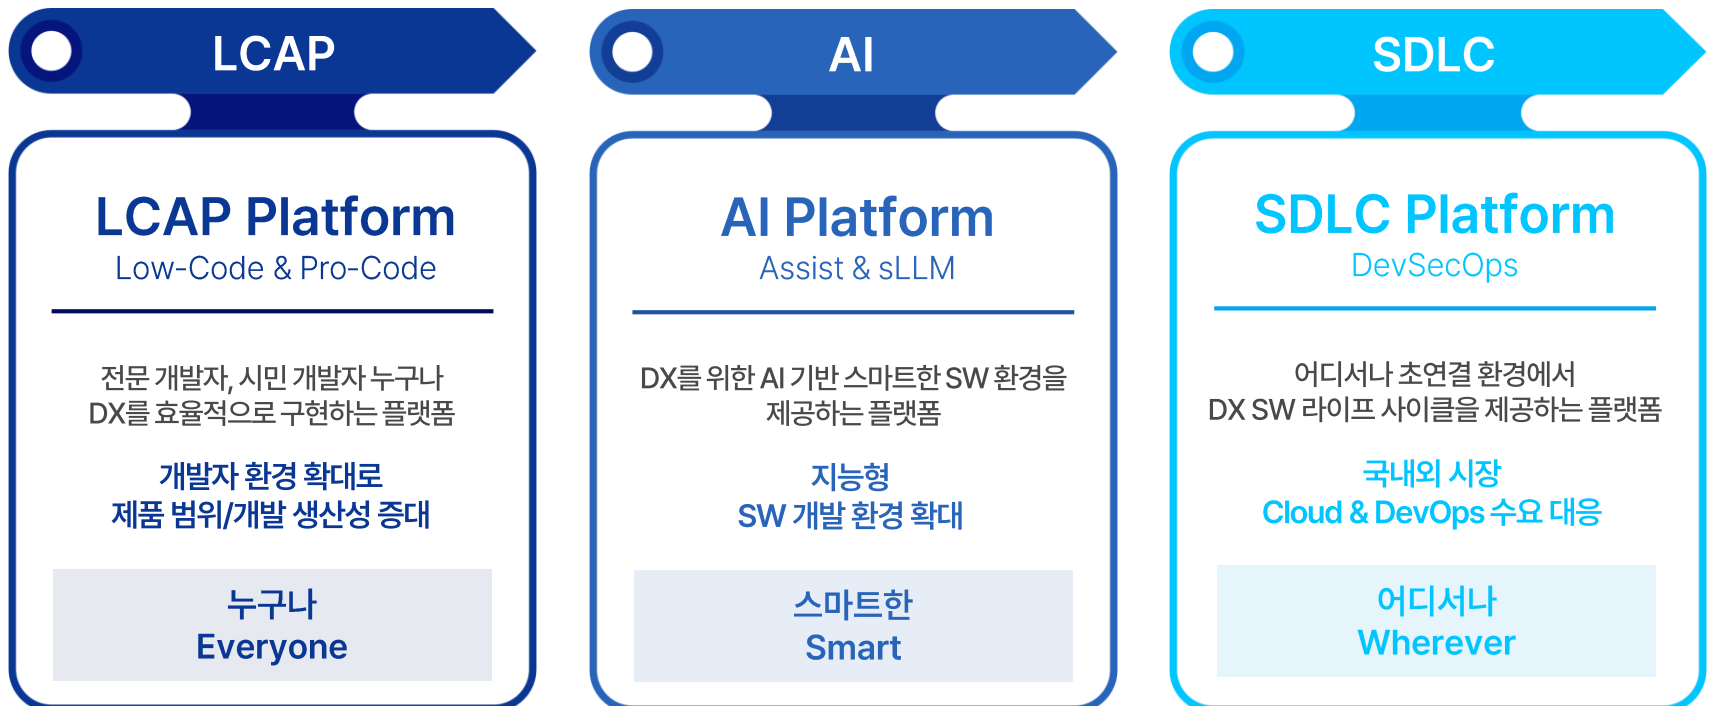 LCAP
LCAP Platform
Low-Code & Pro-Code
전문 개발자, 시민 개발자 누구나
DX를 효율적으로 구현하는 플랫폼
개발자 환경 확대로
제품 범위/개발 생산성 증대
누구나
Everyone
AI
AI Platform
Assist & sLLM
DX를 위한 AI 기반 스마트한 SW 환경을
제공하는 플랫폼
지능형
SW 개발 환경 확대
스마트한
Smart
SDLC
SDLC Platform
DevSecOps
어디서나 초연결 환경에서
DX SW 라이프 사이클을 제공하는 플랫폼
국내외 시장
Cloud & DevOps 수요 대응
어디서나
Wherever